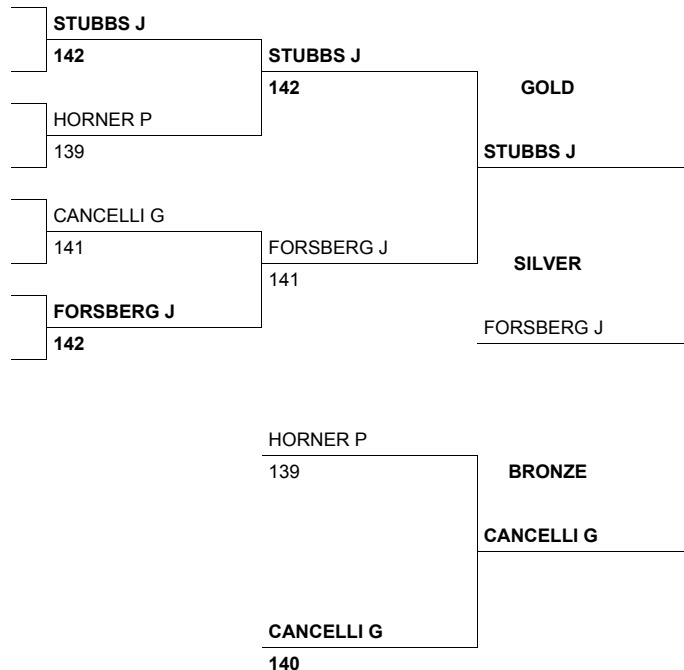 STUBBS J
142
STUBBS J
142
GOLD
HORNER P
139
STUBBS J
CANCELLI G
141
FORSBERG J
141
SILVER
FORSBERG J
142
FORSBERG J
HORNER P
139
BRONZE
CANCELLI G
CANCELLI G
140